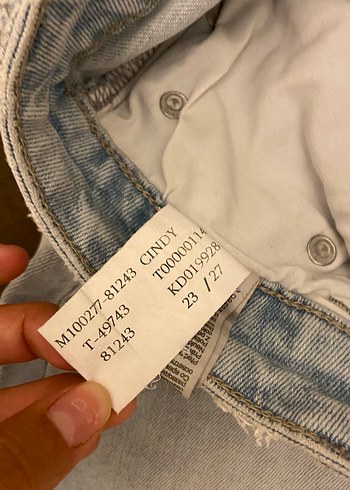 M100277-81243 CINDY
T-49743 T00000114
81243 KD019928
23 / 27